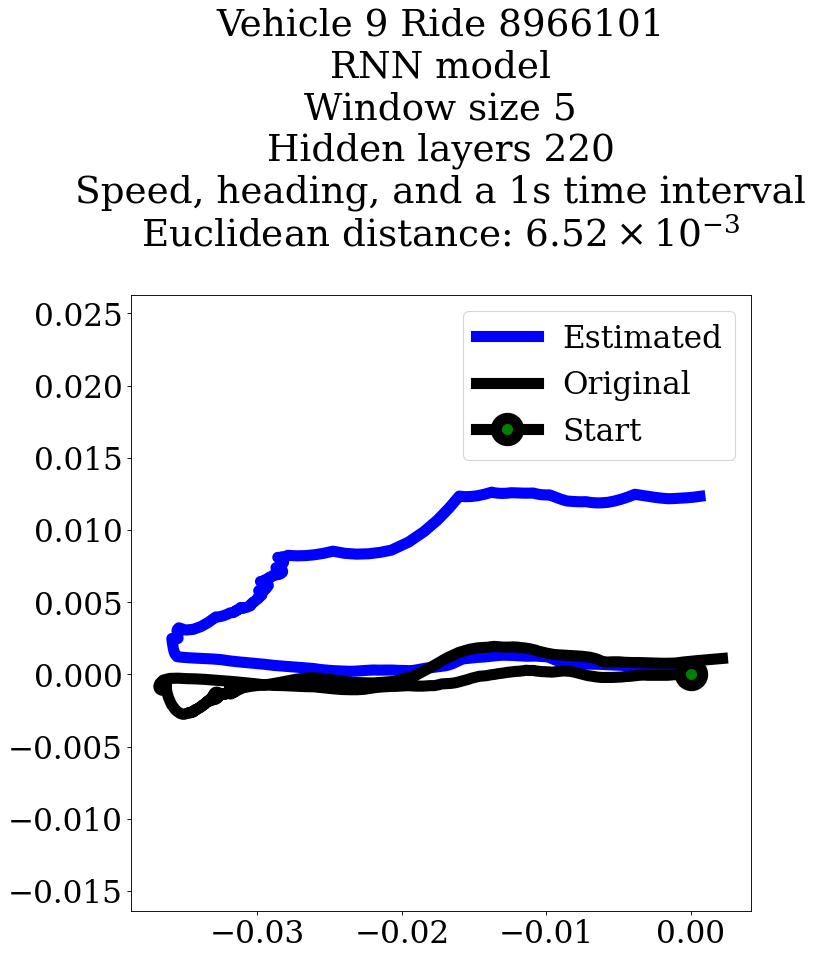 Vehicle 9 Ride 8966101
RNN model
Window size 5
Hidden layers 220
Speed, heading, and a 1s time interval
Euclidean distance: 6.52 × 10⁻³
Estimated
Original
Start
0.025
0.020
0.015
0.010
0.005
0.000
−0.005
−0.010
−0.015
−0.03 −0.02 −0.01 0.00